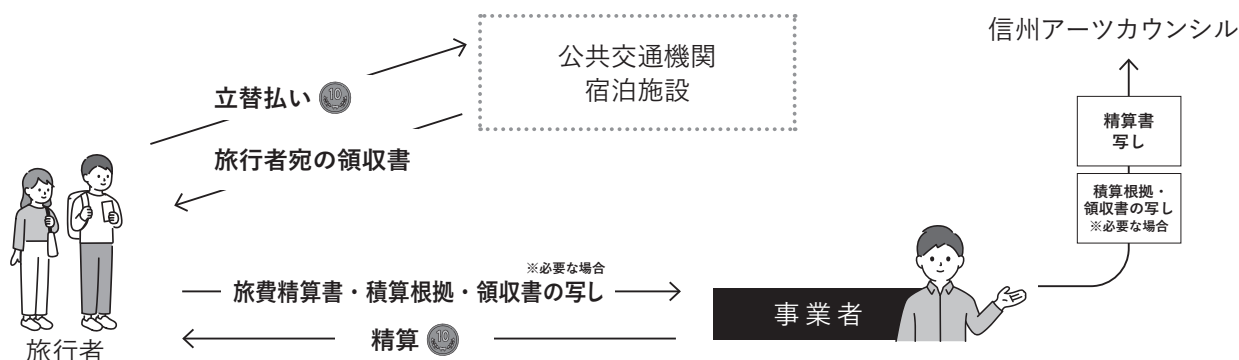 信州アーツカウンシル
公共交通機関
宿泊施設
立替払い 10
旅行者宛の領収書
精算書
写し
積算根拠・
領収書の写し
※必要な場合
※必要な場合
旅費精算書・積算根拠・領収書の写し
事業者
精算 10
旅行者